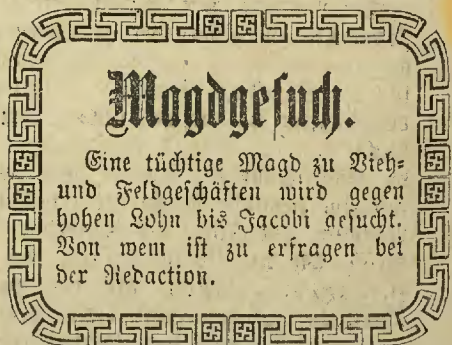 Magdgesuch.
Eine tüchtige Magd zu Vieh-
und Feldgeschäften wird gegen
hohen Lohn bis Jacobi gesucht.
Von wem ist zu erfragen bei
der Redaction.